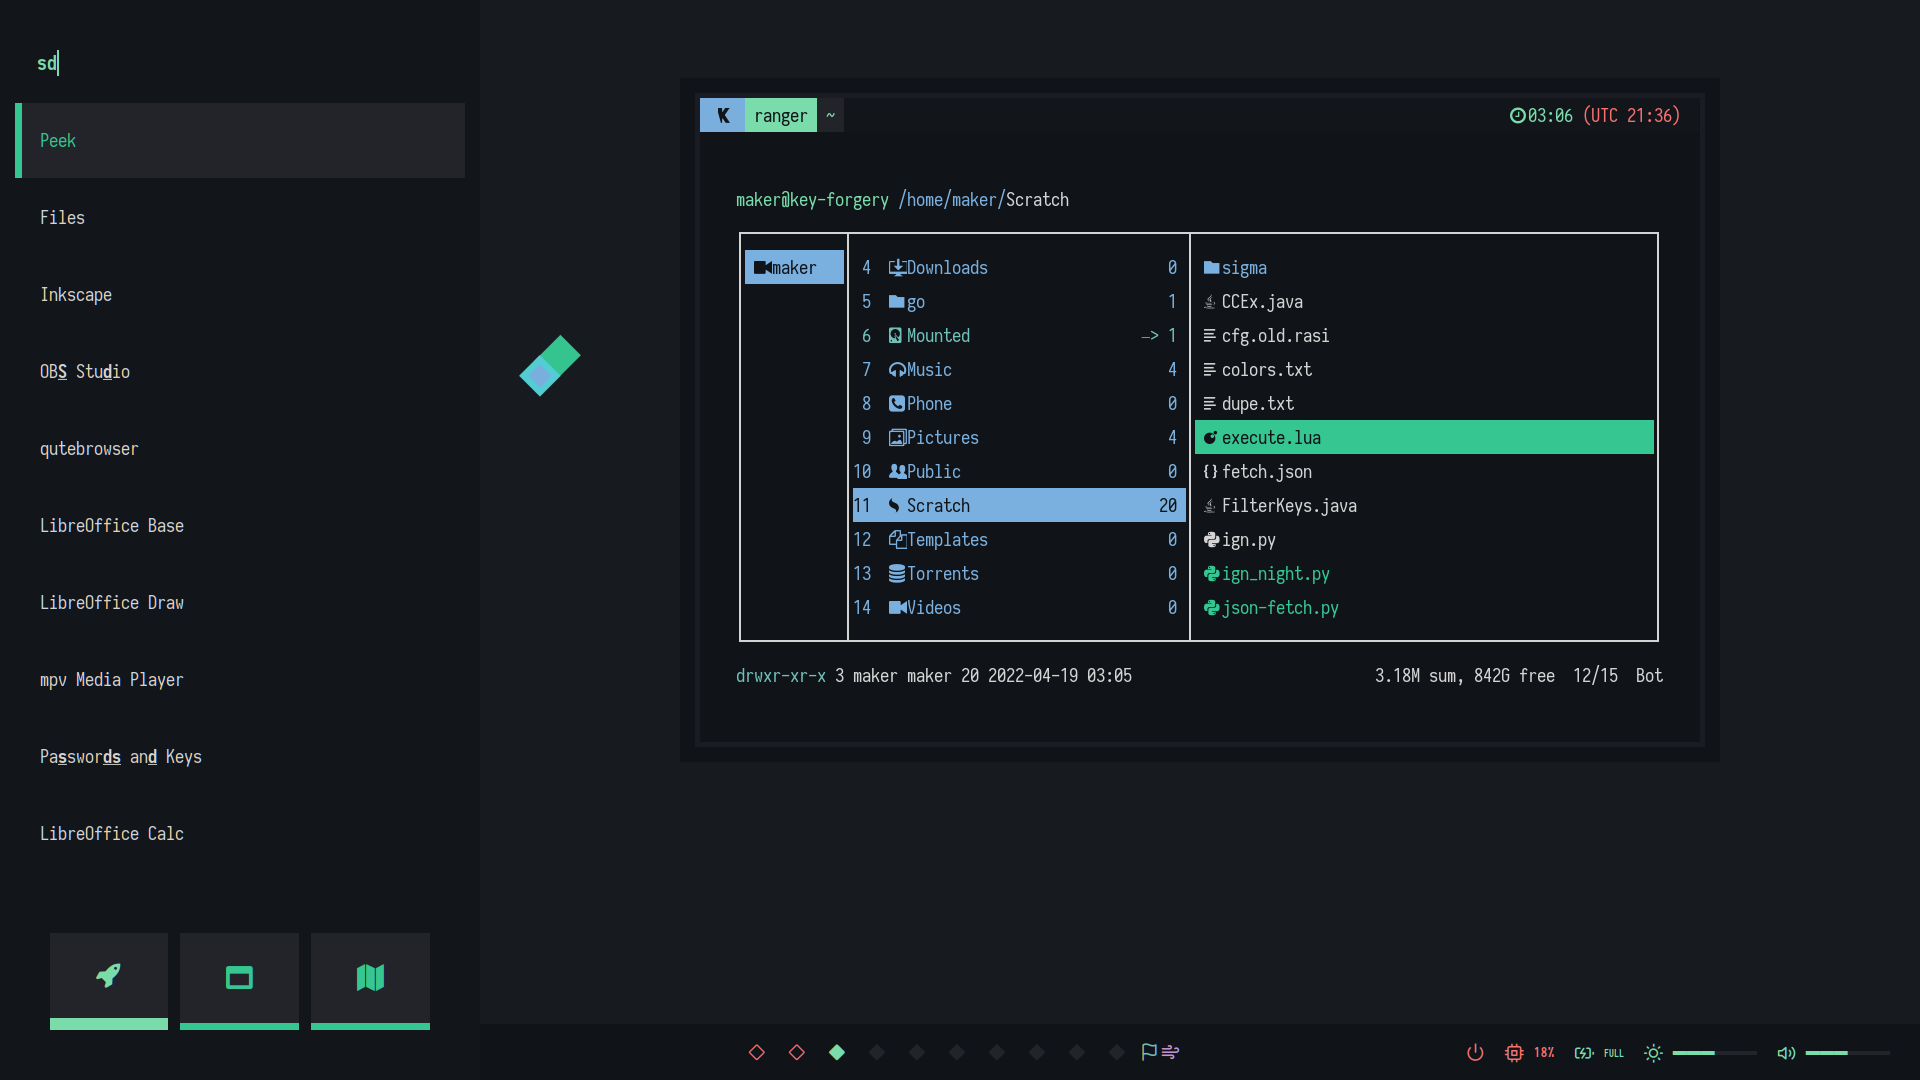 sd
Peek
Files
Inkscape
OBS Studio
qutebrowser
LibreOffice Base
LibreOffice Draw
mpv Media Player
Passwords and Keys
LibreOffice Calc
K ranger ~ 03:06 (UTC 21:36)
maker@key-forgery /home/maker/Scratch
maker
4 Downloads 0
5 go 1
6 Mounted -> 1
7 Music 4
8 Phone 0
9 Pictures 4
10 Public 0
11 Scratch 20
12 Templates 0
13 Torrents 0
14 Videos 0
sigma
CCEx.java
cfg.old.rasi
colors.txt
dupe.txt
execute.lua
{} fetch.json
FilterKeys.java
ign.py
ign_night.py
json-fetch.py
drwxr-xr-x 3 maker maker 20 2022-04-19 03:05 3.18M sum, 842G free 12/15 Bot
18% FULL